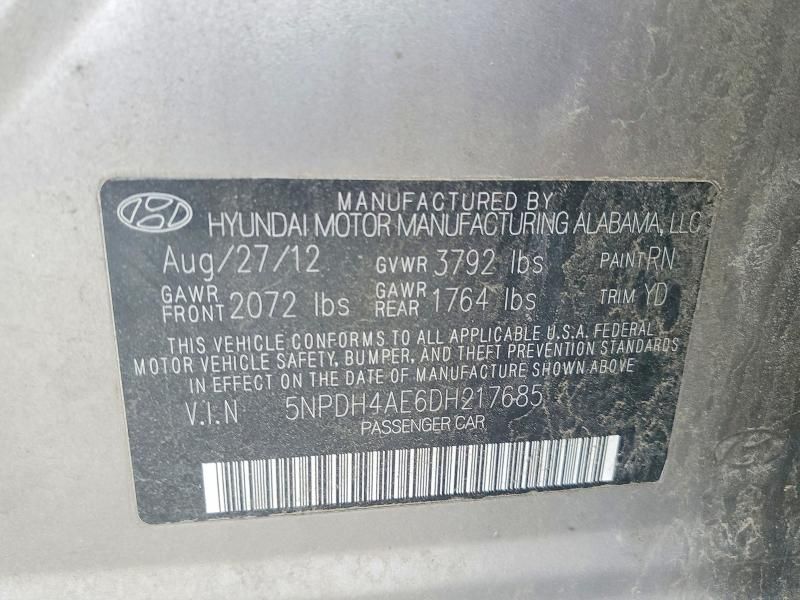 MANUFACTURED BY
HYUNDAI MOTOR MANUFACTURING ALABAMA, LLC
Aug/27/12 GVWR 3792 lbs PAINT RN
GAWR FRONT 2072 lbs GAWR REAR 1764 lbs TRIM YD
THIS VEHICLE CONFORMS TO ALL APPLICABLE U.S.A. FEDERAL
MOTOR VEHICLE SAFETY, BUMPER, AND THEFT PREVENTION STANDARDS
IN EFFECT ON THE DATE OF MANUFACTURE SHOWN ABOVE
V.I.N 5NPDH4AE6DH217685
PASSENGER CAR